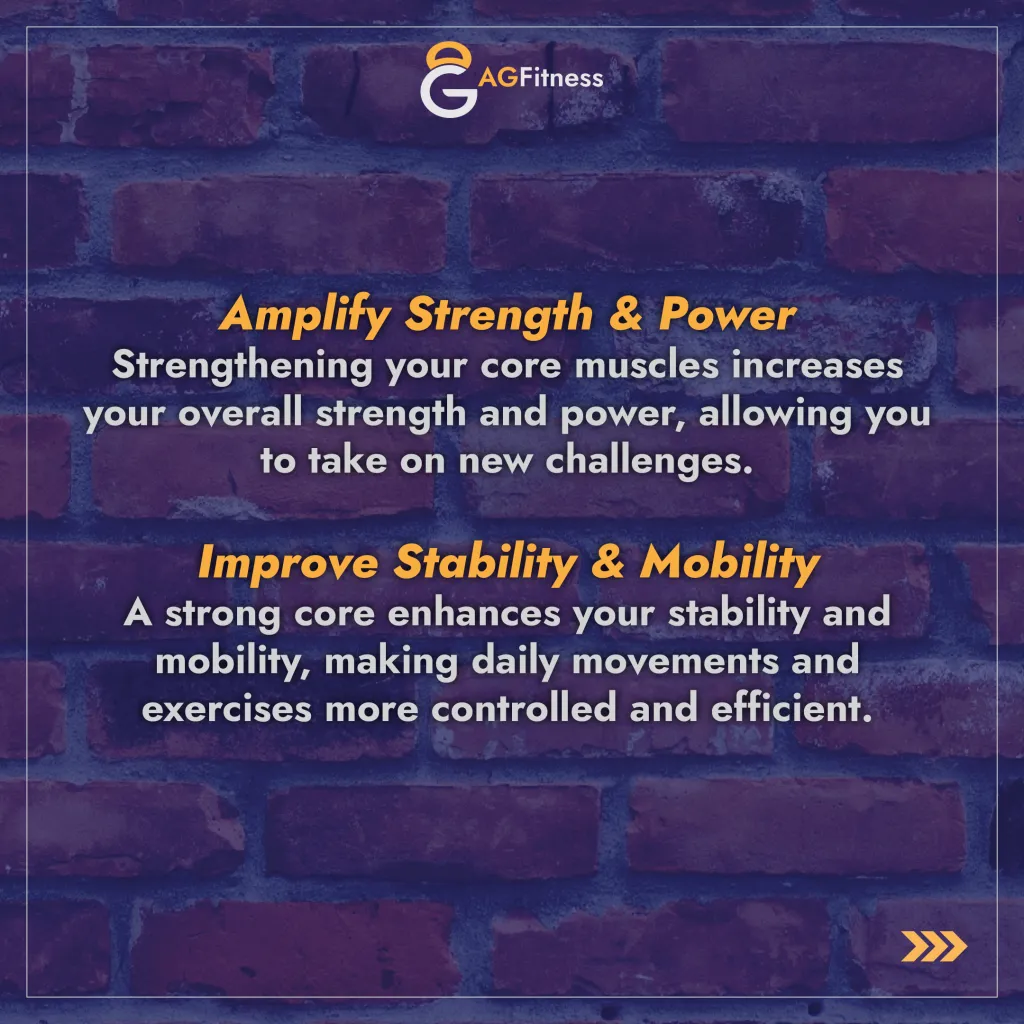 AGFitness
Amplify Strength & Power
Strengthening your core muscles increases
your overall strength and power, allowing you
to take on new challenges.
Improve Stability & Mobility
A strong core enhances your stability and
mobility, making daily movements and
exercises more controlled and efficient.